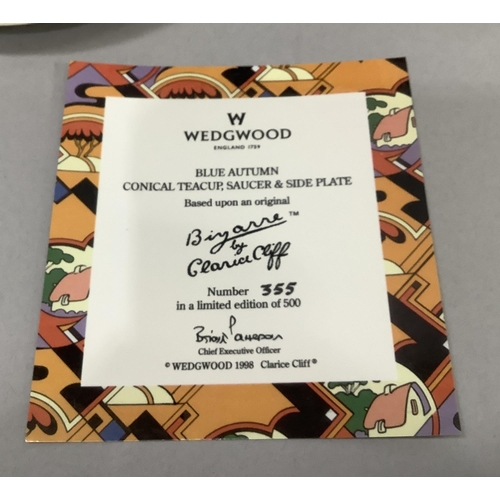 W
WEDGWOOD
ENGLAND 1759
BLUE AUTUMN
CONICAL TEACUP, SAUCER & SIDE PLATE
Based upon an original
Bizarre™
by
Clarice Cliff
Number 355
in a limited edition of 500
Chief Executive Officer
© WEDGWOOD 1998 Clarice Cliff®